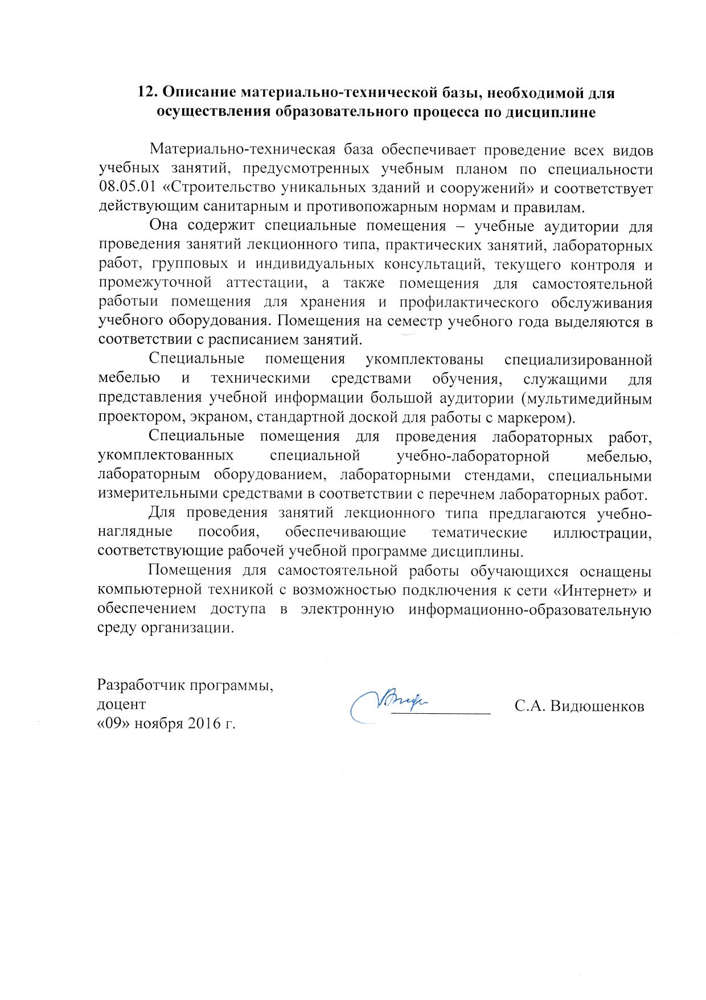 12. Описание материально-технической базы, необходимой для
осуществления образовательного процесса по дисциплине
Материально-техническая база обеспечивает проведение всех видов
учебных занятий, предусмотренных учебным планом по специальности
08.05.01 «Строительство уникальных зданий и сооружений» и соответствует
действующим санитарным и противопожарным нормам и правилам.
Она содержит специальные помещения – учебные аудитории для
проведения занятий лекционного типа, практических занятий, лабораторных
работ, групповых и индивидуальных консультаций, текущего контроля и
промежуточной аттестации, а также помещения для самостоятельной
работыи помещения для хранения и профилактического обслуживания
учебного оборудования. Помещения на семестр учебного года выделяются в
соответствии с расписанием занятий.
Специальные помещения укомплектованы специализированной
мебелью и техническими средствами обучения, служащими для
представления учебной информации большой аудитории (мультимедийным
проектором, экраном, стандартной доской для работы с маркером).
Специальные помещения для проведения лабораторных работ,
укомплектованных специальной учебно-лабораторной мебелью,
лабораторным оборудованием, лабораторными стендами, специальными
измерительными средствами в соответствии с перечнем лабораторных работ.
Для проведения занятий лекционного типа предлагаются учебно-
наглядные пособия, обеспечивающие тематические иллюстрации,
соответствующие рабочей учебной программе дисциплины.
Помещения для самостоятельной работы обучающихся оснащены
компьютерной техникой с возможностью подключения к сети «Интернет» и
обеспечением доступа в электронную информационно-образовательную
среду организации.
Разработчик программы,
доцент С.А. Видюшенков
«09» ноября 2016 г.